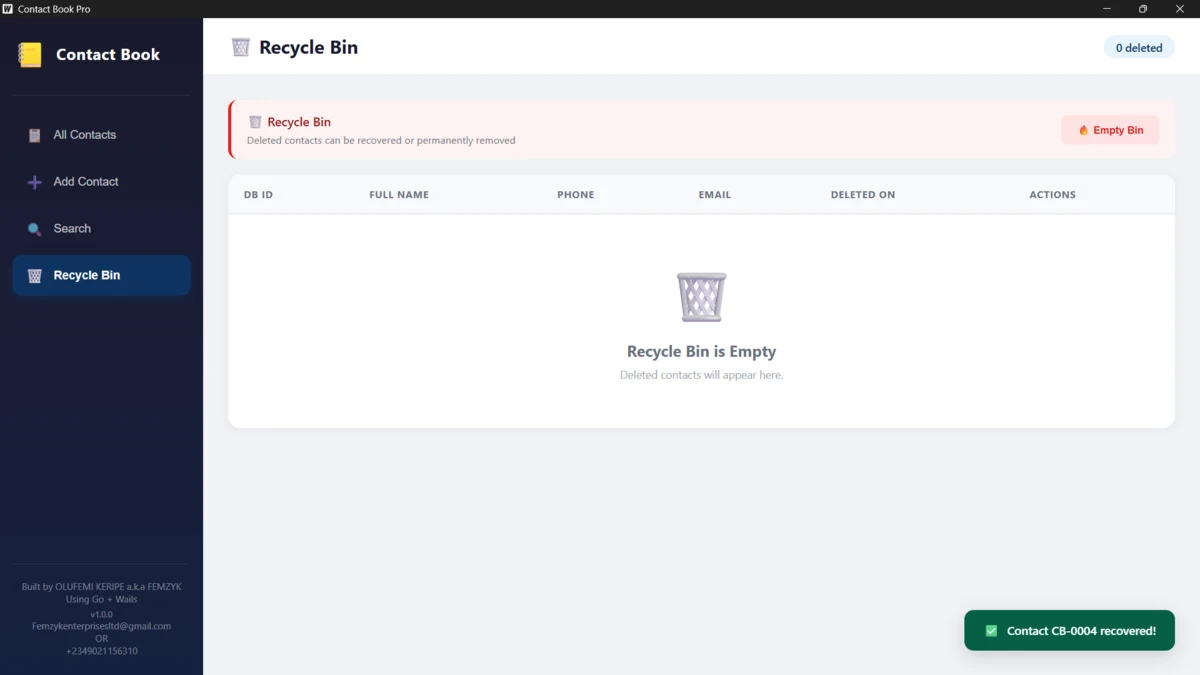 Contact Book Pro
Contact Book
All Contacts
Add Contact
Search
Recycle Bin
Built by OLUFEMI KERIPE a.k.a FEMZYK
Using Go + Wails
v1.0.0
Femzykenterprisesltd@gmail.com
OR
+2349021156310
Recycle Bin
0 deleted
Recycle Bin
Deleted contacts can be recovered or permanently removed
Empty Bin
DB ID FULL NAME PHONE EMAIL DELETED ON ACTIONS
Recycle Bin is Empty
Deleted contacts will appear here.
Contact CB-0004 recovered!